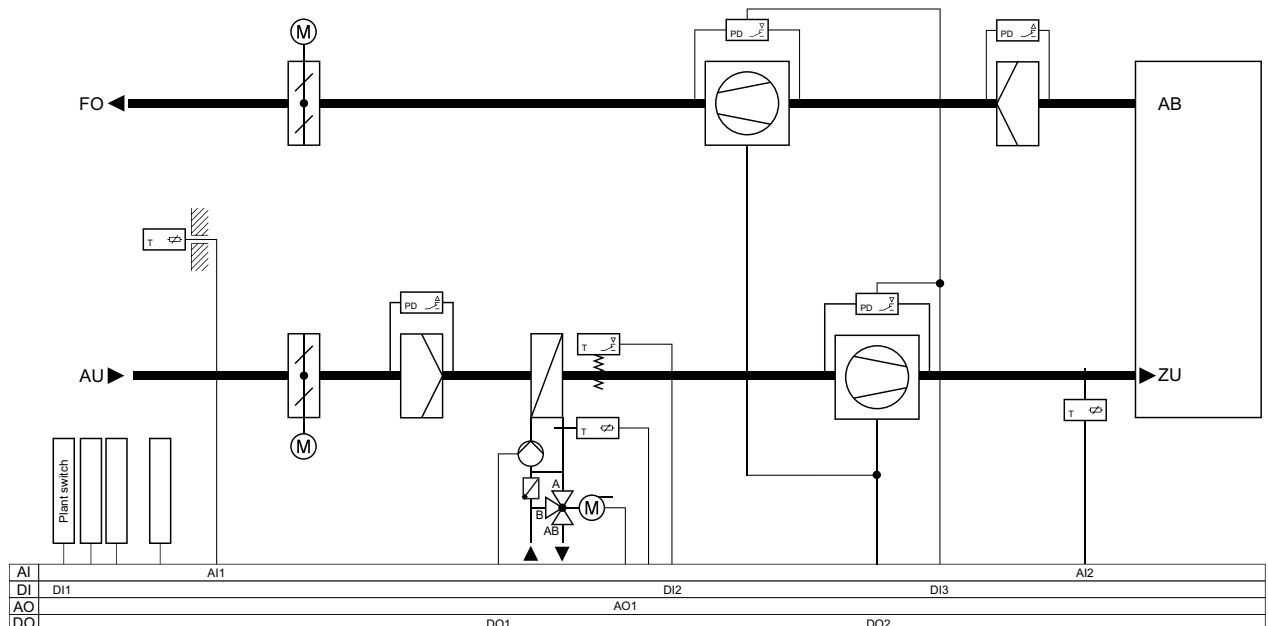 M
PD
PD
FO
AB
T
PD
PD
T
AU
ZU
T
T
M
Plant switch
A
M
B
AB
AI AI1 AI2
DI DI1 DI2 DI3
AO AO1
DO DO1 DO2